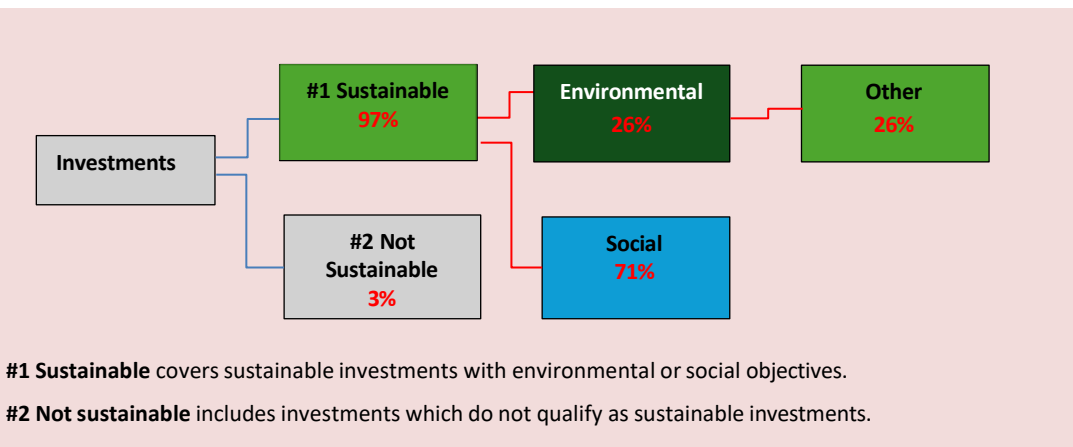 #1 Sustainable
97%
Environmental
26%
Other
26%
Investments
#2 Not
Sustainable
3%
Social
71%
#1 Sustainable covers sustainable investments with environmental or social objectives.
#2 Not sustainable includes investments which do not qualify as sustainable investments.